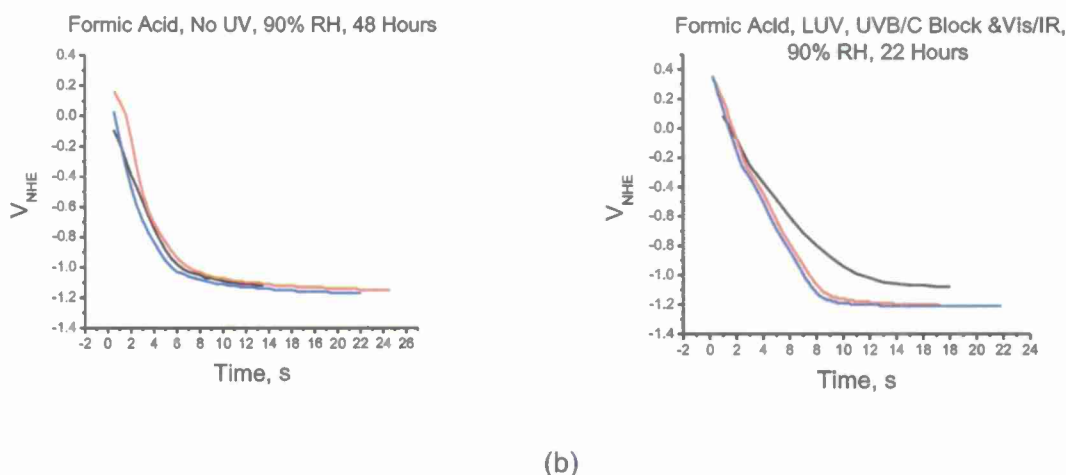 Formic Acid, No UV, 90% RH, 48 Hours
0.4
0.2
0.0
-0.2
-0.4
-0.6
-0.8
-1.0
-1.2
-1.4
VNHE
-2 0 2 4 6 8 10 12 14 16 18 20 22 24 26
Time, s
Formic Acid, LUV, UVB/C Block &Vis/IR,
90% RH, 22 Hours
0.4
0.2
0.0
-0.2
-0.4
-0.6
-0.8
-1.0
-1.2
-1.4
VNHE
-2 0 2 4 6 8 10 12 14 16 18 20 22 24
Time, s
(b)